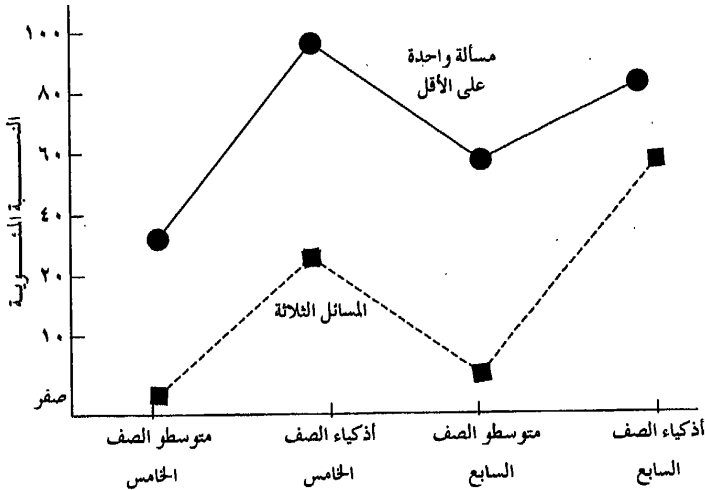 ١٠٠
٨٠
٦٠
٤٠
٢٠
١٠
صفر
النسبة المئوية
مسألة واحدة
على الأقل
المسائل الثلاثة
متوسطو الصف
الخامس
أذكياء الصف
الخامس
متوسطو الصف
السابع
أذكياء الصف
السابع